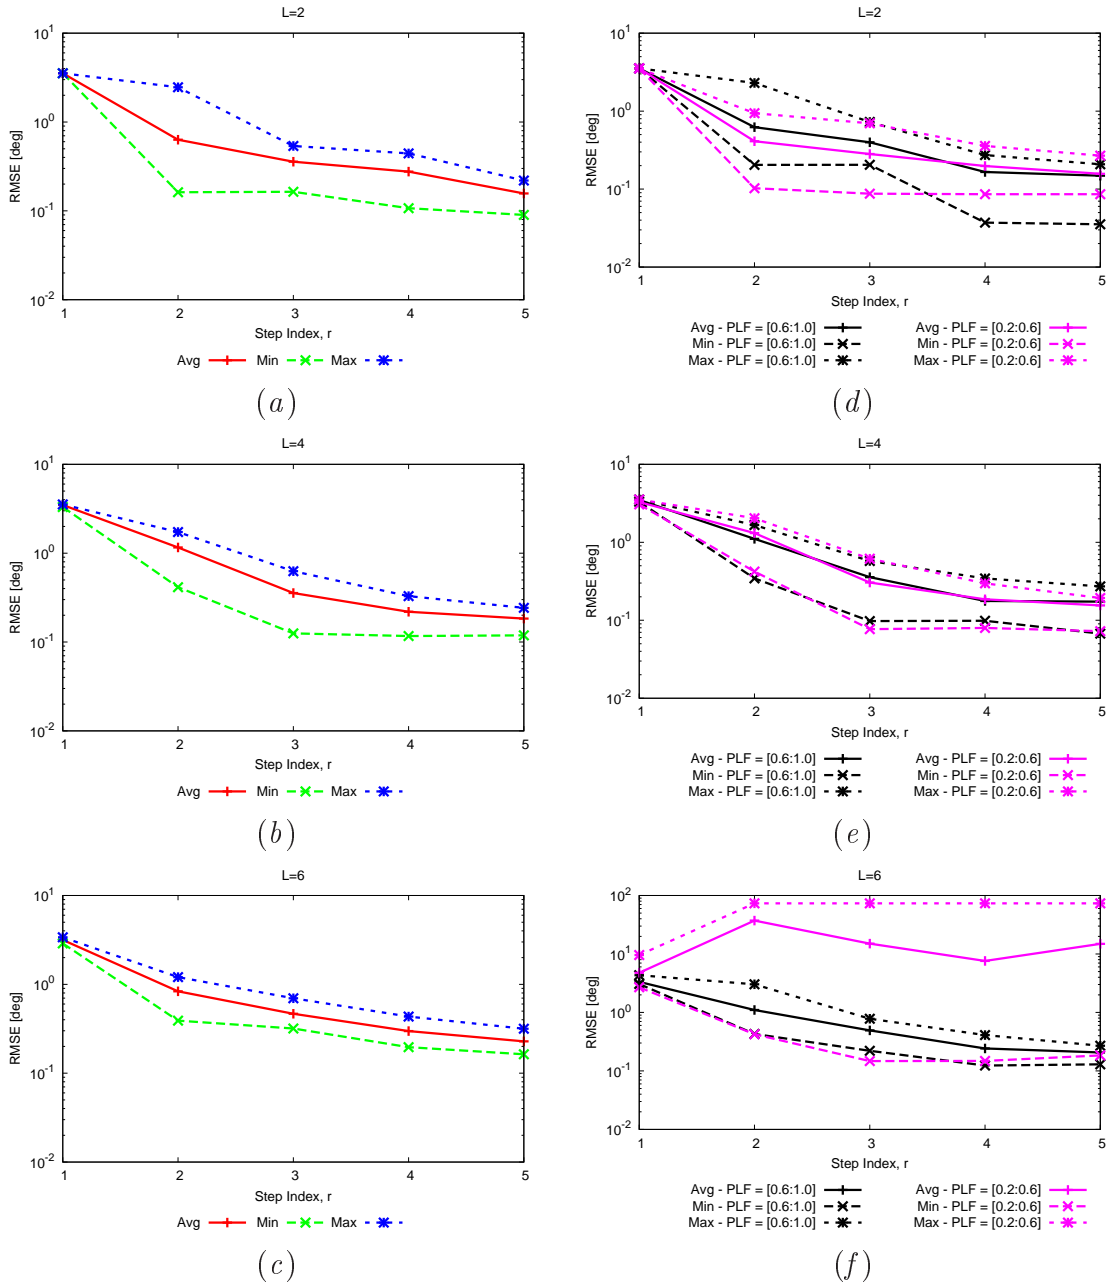 L=2
RMSE [deg]
10^1
10^0
10^-1
10^-2
1 2 3 4 5
Step Index, r
Avg Min Max
(a)
L=2
RMSE [deg]
10^1
10^0
10^-1
10^-2
1 2 3 4 5
Step Index, r
Avg - PLF = [0.6:1.0] Avg - PLF = [0.2:0.6]
Min - PLF = [0.6:1.0] Min - PLF = [0.2:0.6]
Max - PLF = [0.6:1.0] Max - PLF = [0.2:0.6]
(d)
L=4
RMSE [deg]
10^1
10^0
10^-1
10^-2
1 2 3 4 5
Step Index, r
Avg Min Max
(b)
L=4
RMSE [deg]
10^1
10^0
10^-1
10^-2
1 2 3 4 5
Step Index, r
Avg - PLF = [0.6:1.0] Avg - PLF = [0.2:0.6]
Min - PLF = [0.6:1.0] Min - PLF = [0.2:0.6]
Max - PLF = [0.6:1.0] Max - PLF = [0.2:0.6]
(e)
L=6
RMSE [deg]
10^1
10^0
10^-1
10^-2
1 2 3 4 5
Step Index, r
Avg Min Max
(c)
L=6
RMSE [deg]
10^2
10^1
10^0
10^-1
10^-2
1 2 3 4 5
Step Index, r
Avg - PLF = [0.6:1.0] Avg - PLF = [0.2:0.6]
Min - PLF = [0.6:1.0] Min - PLF = [0.2:0.6]
Max - PLF = [0.6:1.0] Max - PLF = [0.2:0.6]
(f)